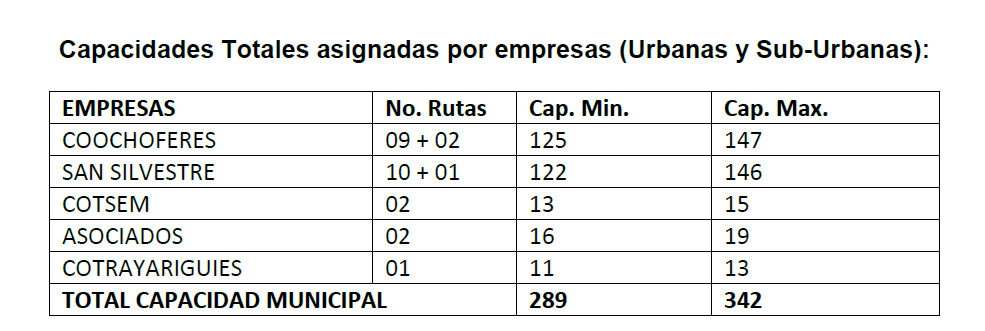 Capacidades Totales asignadas por empresas (Urbanas y Sub-Urbanas):
EMPRESAS No. Rutas Cap. Min. Cap. Max.
COOCHOFERES 09 + 02 125 147
SAN SILVESTRE 10 + 01 122 146
COTSEM 02 13 15
ASOCIADOS 02 16 19
COTRAYARIGUIES 01 11 13
TOTAL CAPACIDAD MUNICIPAL 289 342